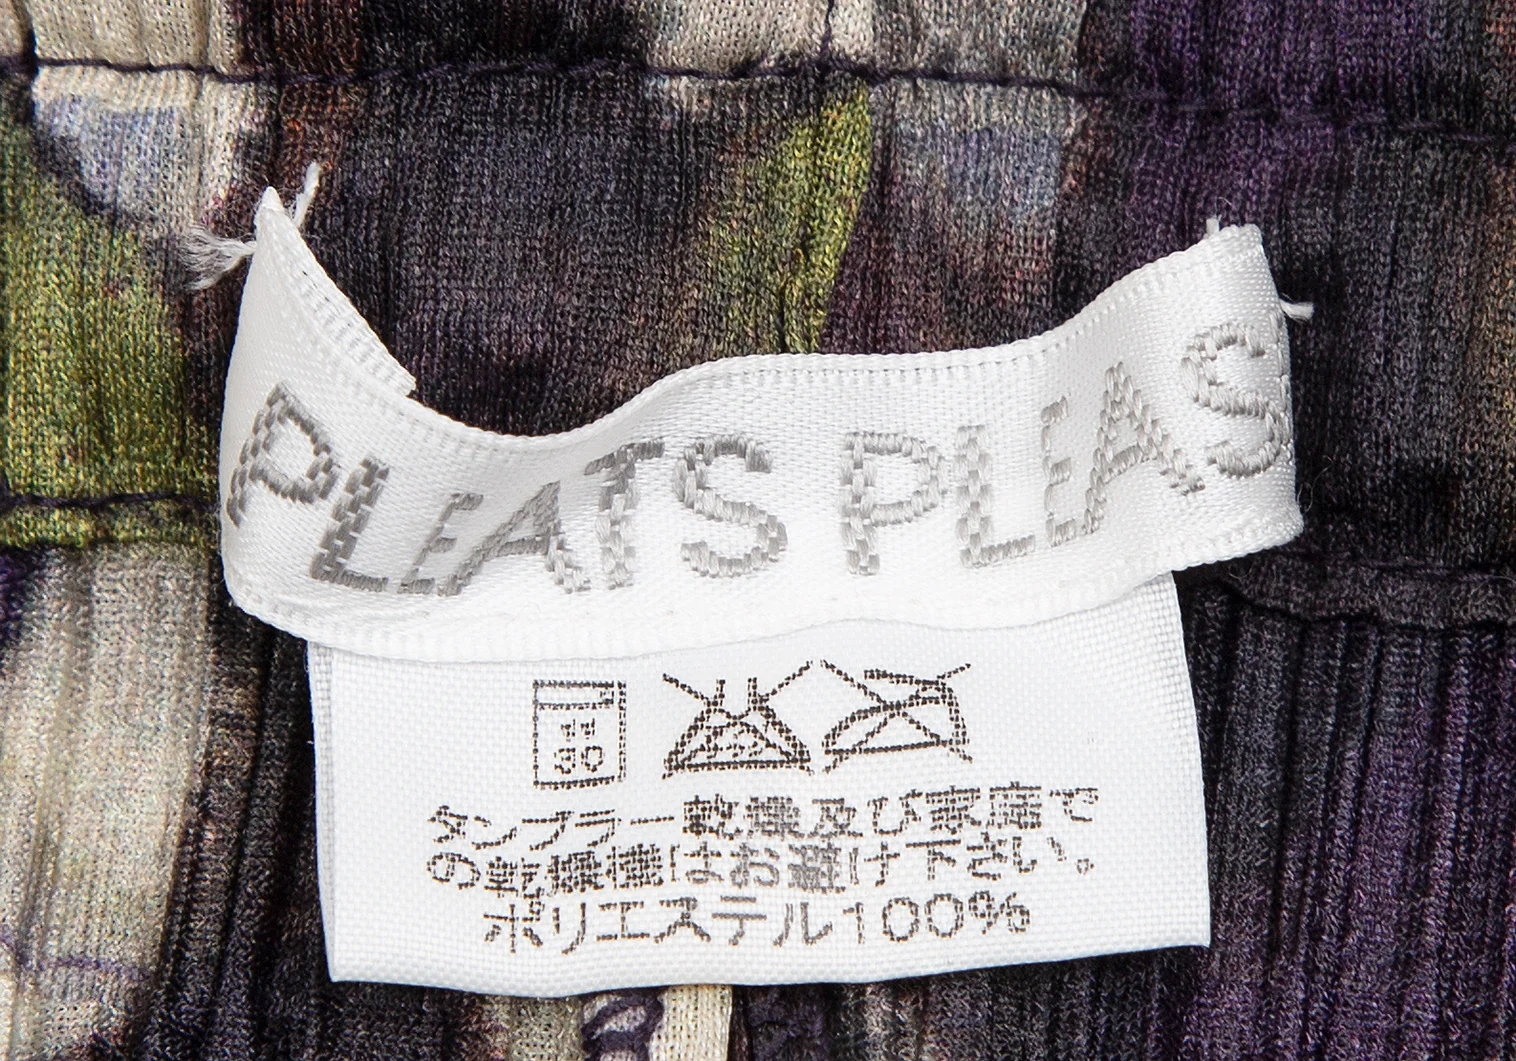 PLEATS PLEAS
タンブラー乾燥及び家庭で
の乾燥機はお避け下さい。
ポリエステル100%